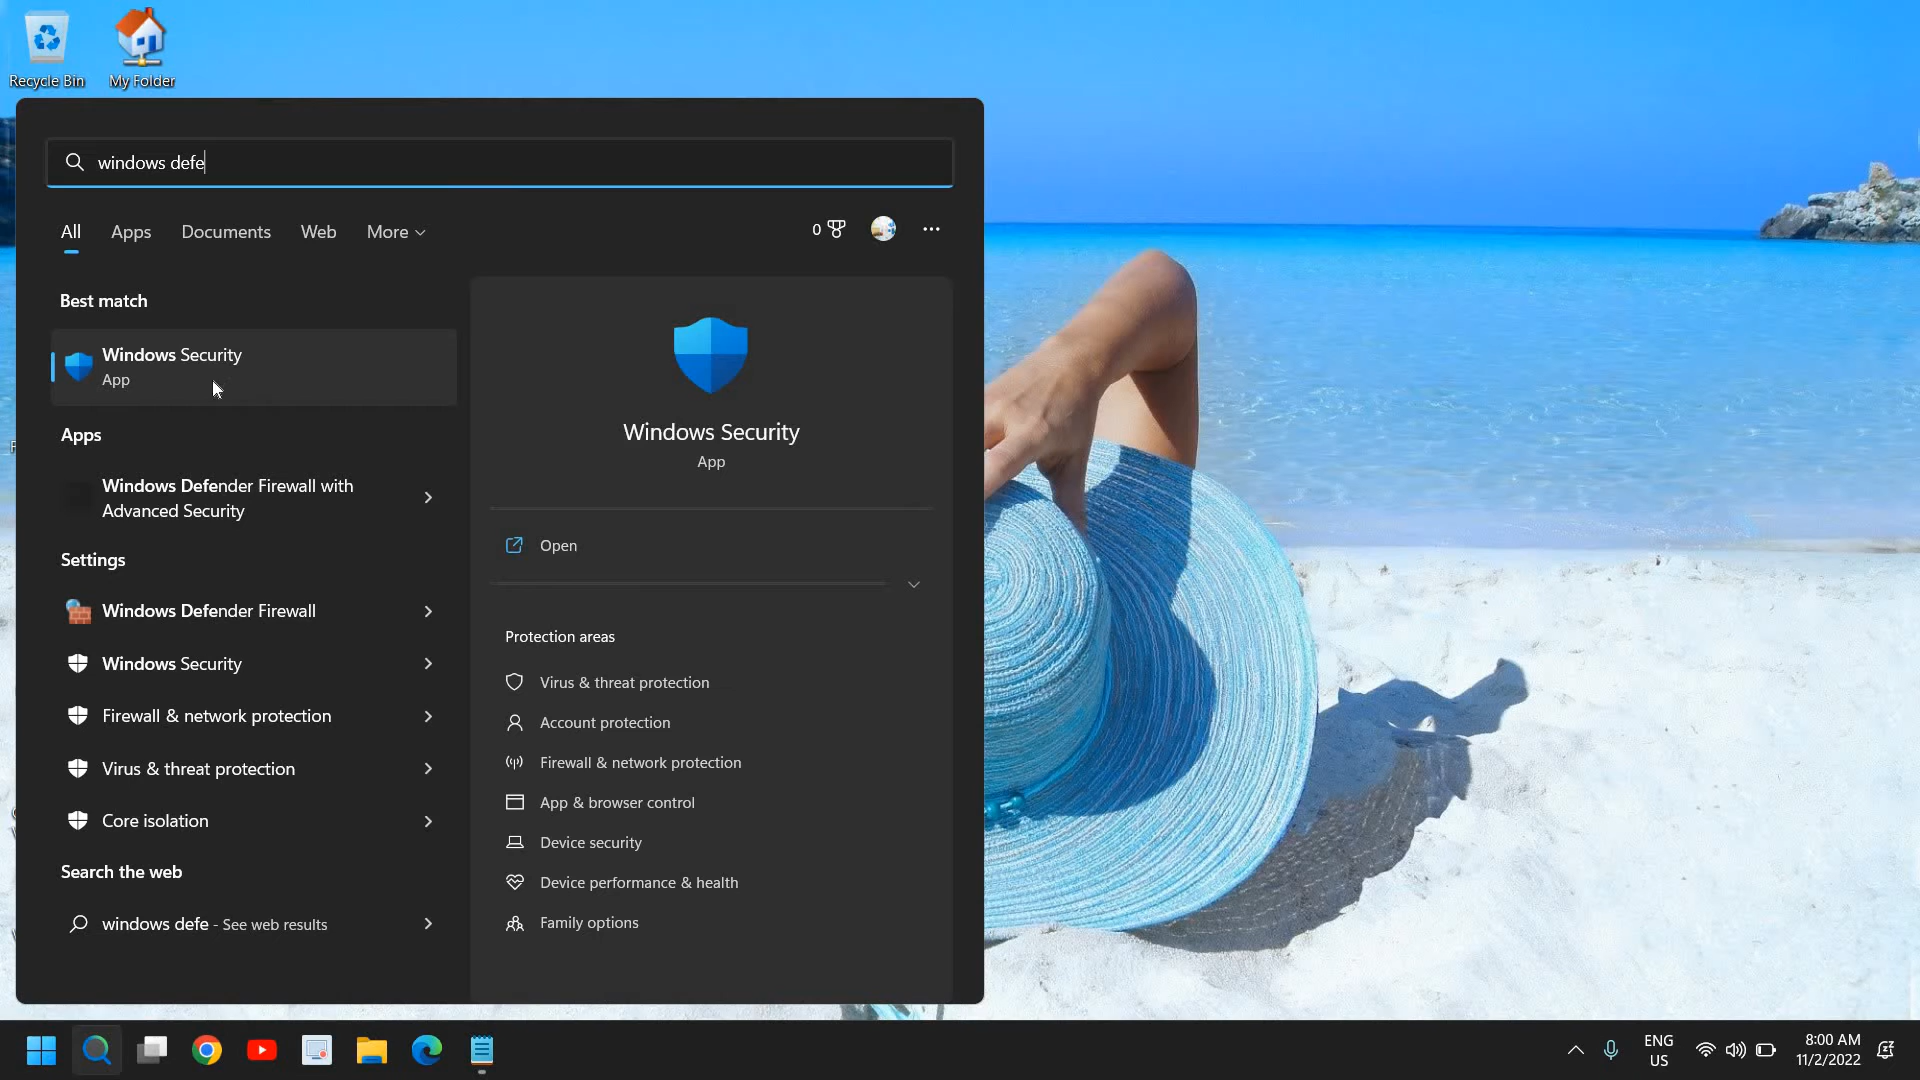 Recycle Bin
My Folder
windows defe
All
Apps
Documents
Web
More
0
Best match
Windows Security
App
Apps
Windows Defender Firewall with
Advanced Security
Settings
Windows Defender Firewall
Windows Security
Firewall & network protection
Virus & threat protection
Core isolation
Search the web
windows defe - See web results
Windows Security
App
Open
Protection areas
Virus & threat protection
Account protection
Firewall & network protection
App & browser control
Device security
Device performance & health
Family options
ENG
US
8:00 AM
11/2/2022